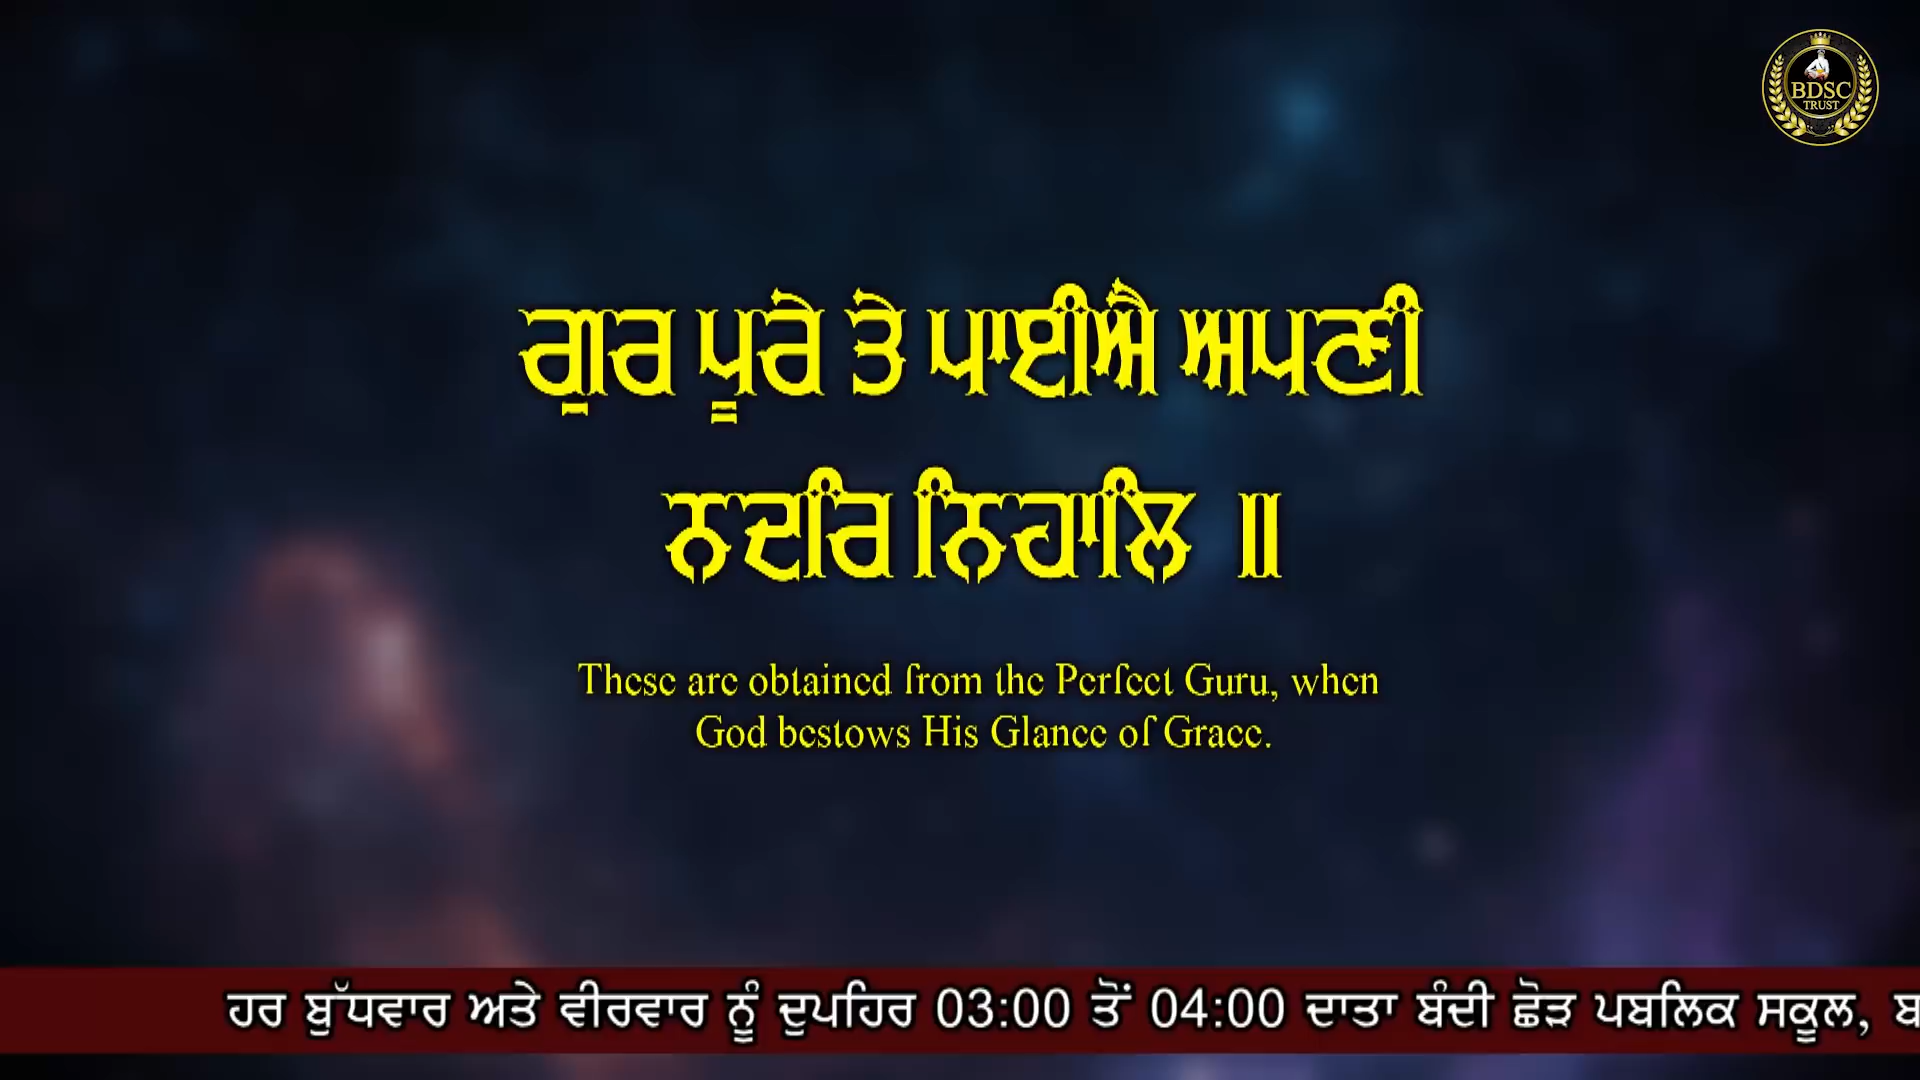 BDSC
TRUST
ਗੁਰ ਪੂਰੇ ਤੇ ਪਾਈਐ ਅਪਣੀ
ਨਦਰਿ ਨਿਹਾਲਿ ॥
These are obtained from the Perfect Guru, when
God bestows His Glance of Grace.
ਹਰ ਬੁੱਧਵਾਰ ਅਤੇ ਵੀਰਵਾਰ ਨੂੰ ਦੁਪਹਿਰ 03:00 ਤੋਂ 04:00 ਦਾਤਾ ਬੰਦੀ ਛੋੜ ਪਬਲਿਕ ਸਕੂਲ,